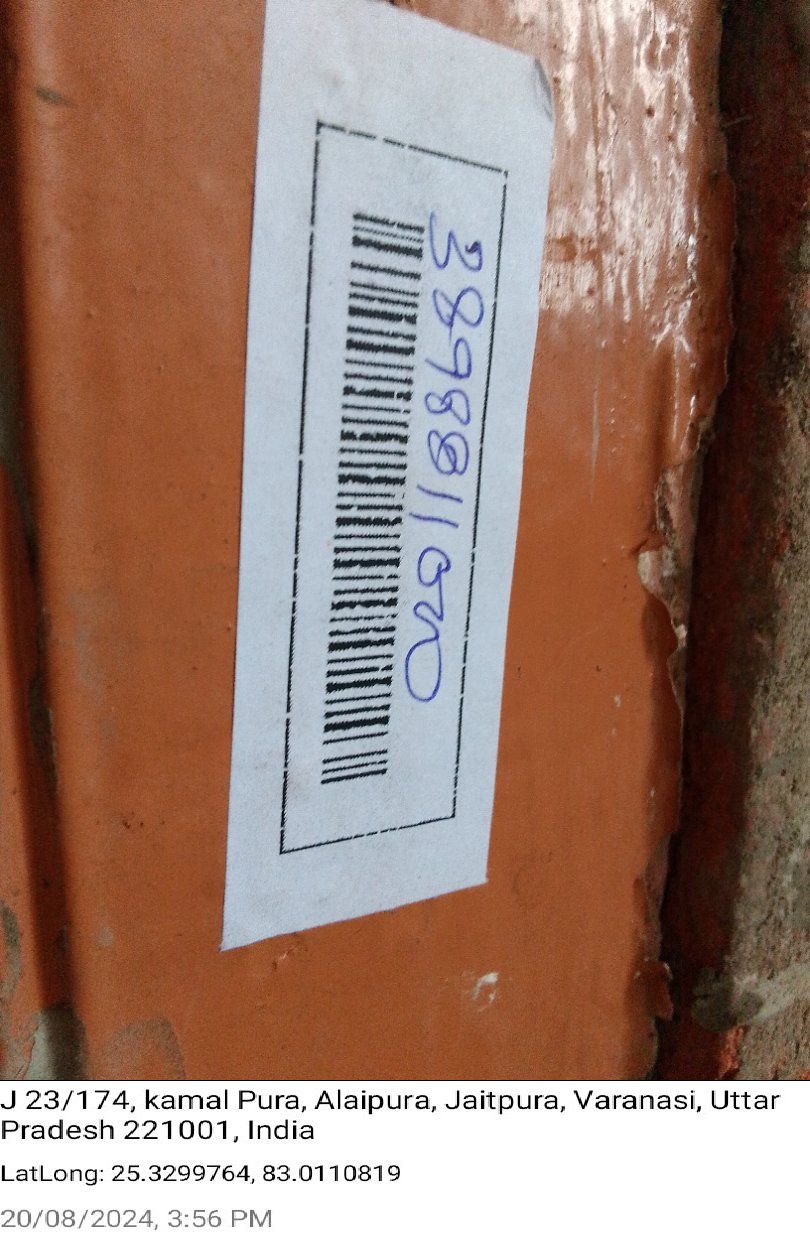 J 23/174, kamal Pura, Alaipura, Jaitpura, Varanasi, Uttar
Pradesh 221001, India
LatLong: 25.3299764, 83.0110819
20/08/2024, 3:56 PM